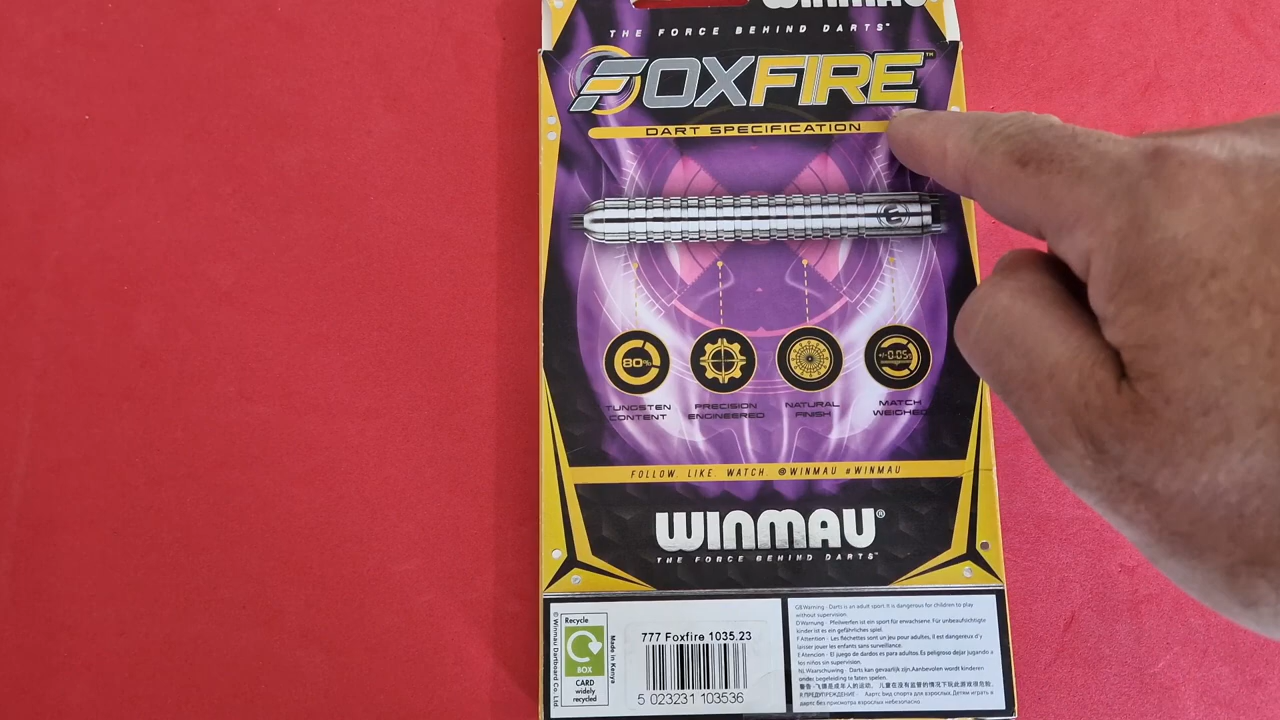 WINMAU
THE FORCE BEHIND DARTS™
FOXFIRE™
DART SPECIFICATION
80%
+/-0.05g
TUNGSTEN CONTENT
PRECISION ENGINEERED
NATURAL FINISH
MATCH WEIGHED
FOLLOW. LIKE. WATCH. @WINMAU #WINMAU
WINMAU®
THE FORCE BEHIND DARTS™
© Winmau Dartboard Co. Ltd.
Recycle
BOX
CARD
widely
recycled
Made in Kenya
777 Foxfire 1035.23
5 023231 103536
GB Warning - Darts is an adult sport. It is dangerous for children to play
without supervision.
D Warnung - Pfeilwerfen ist ein sport für erwachsene. Für unbeaufsichtigte
kinder ist es ein gefährliches spiel.
F Attention - Les fléchettes sont un jeu pour adultes, il est dangereux d'y
laisser jouer les enfants sans surveillance.
E Atencion - El juego de dardos es para adultos. Es peligroso dejar jugando a
los niños sin supervision.
NL Waarschuwing - Darts kan gevaarlijk zijn. Aanbevolen wordt kinderen
onder begeleiding te laten spelen.
警告 - 飞镖是成年人的运动, 儿童在没有监督的情况下玩此游戏很危险.
R ПРЕДУПРЕЖДЕНИЕ - Дартс вид спорта для взрослых. Детям играть в
дартс без присмотра взрослых небезопасно